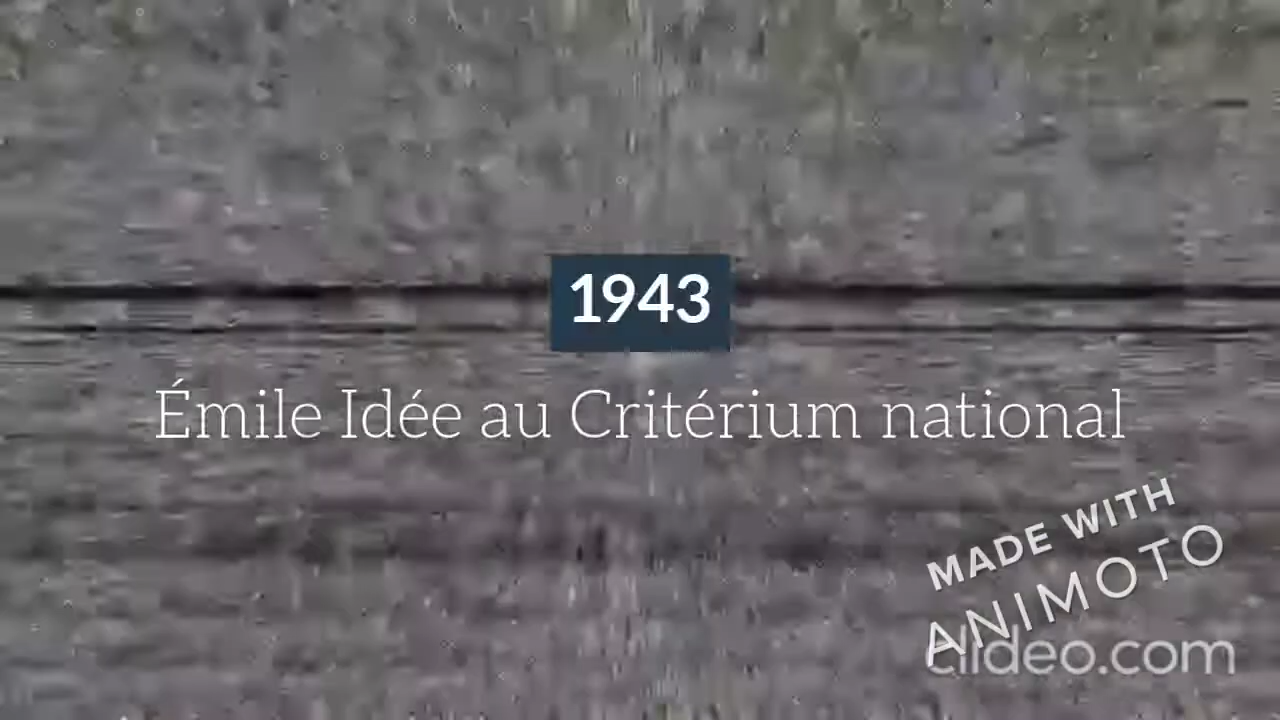 1943
Émile Idée au Critérium national
MADE WITH
ANIMOTO
clideo.com